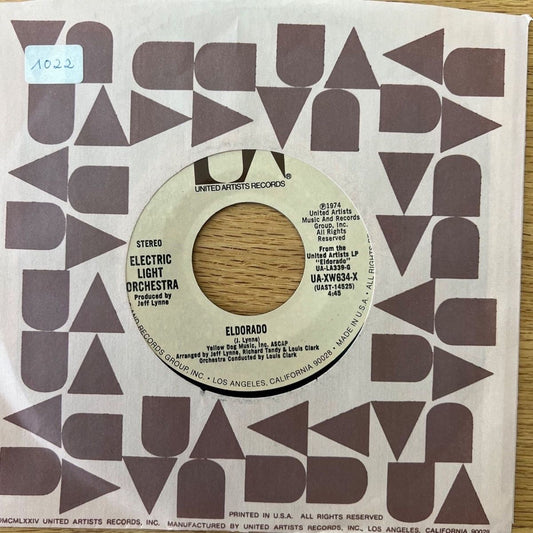 1022
UNITED ARTISTS RECORDS®
STEREO
ELECTRIC
LIGHT
ORCHESTRA
Produced by
Jeff Lynne
℗1974
United Artists
Music And Records
Group, Inc.
All Rights
Reserved
From the
United Artists LP
"Eldorado"
UA-LA339-G
UA-XW634-X
(UAST-14525)
4:45
ELDORADO
(J. Lynne)
Yellow Dog Music, Inc. ASCAP
Arranged by Jeff Lynne, Richard Tandy & Louis Clark
Orchestra Conducted by Louis Clark
AND RECORDS GROUP, INC. • LOS ANGELES, CALIFORNIA 90028 • MADE IN U.S.A. • ALL RIGHTS
PRINTED IN U.S.A. ALL RIGHTS RESERVED
MCMLXXIV UNITED ARTISTS RECORDS, INC. MANUFACTURED BY UNITED ARTISTS RECORDS, INC., LOS ANGELES, CALIFORNIA 90028